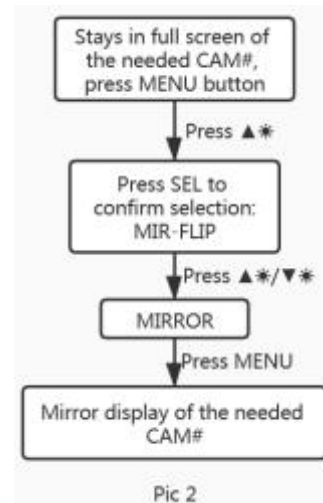 Stays in full screen of
the needed CAM#,
press MENU button
Press ▲☀
Press SEL to
confirm selection:
MIR-FLIP
Press ▲☀/▼☀
MIRROR
Press MENU
Mirror display of the needed
CAM#
Pic 2